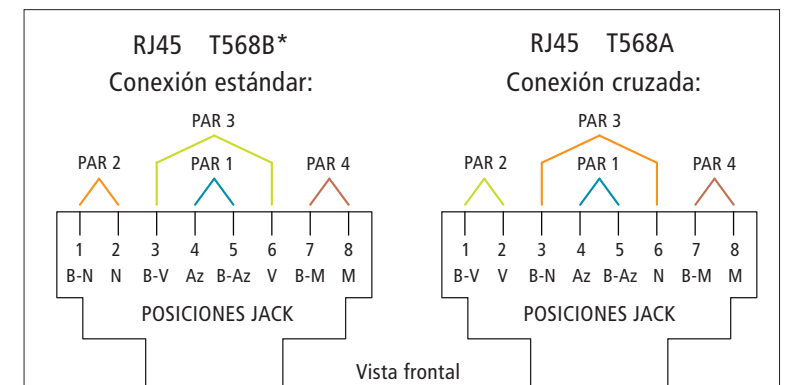 RJ45 T568B*
Conexión estándar:
PAR 3
PAR 2 PAR 1 PAR 4
1 2 3 4 5 6 7 8
B-N N B-V Az B-Az V B-M M
POSICIONES JACK
RJ45 T568A
Conexión cruzada:
PAR 3
PAR 2 PAR 1 PAR 4
1 2 3 4 5 6 7 8
B-V V B-N Az B-Az N B-M M
POSICIONES JACK
Vista frontal